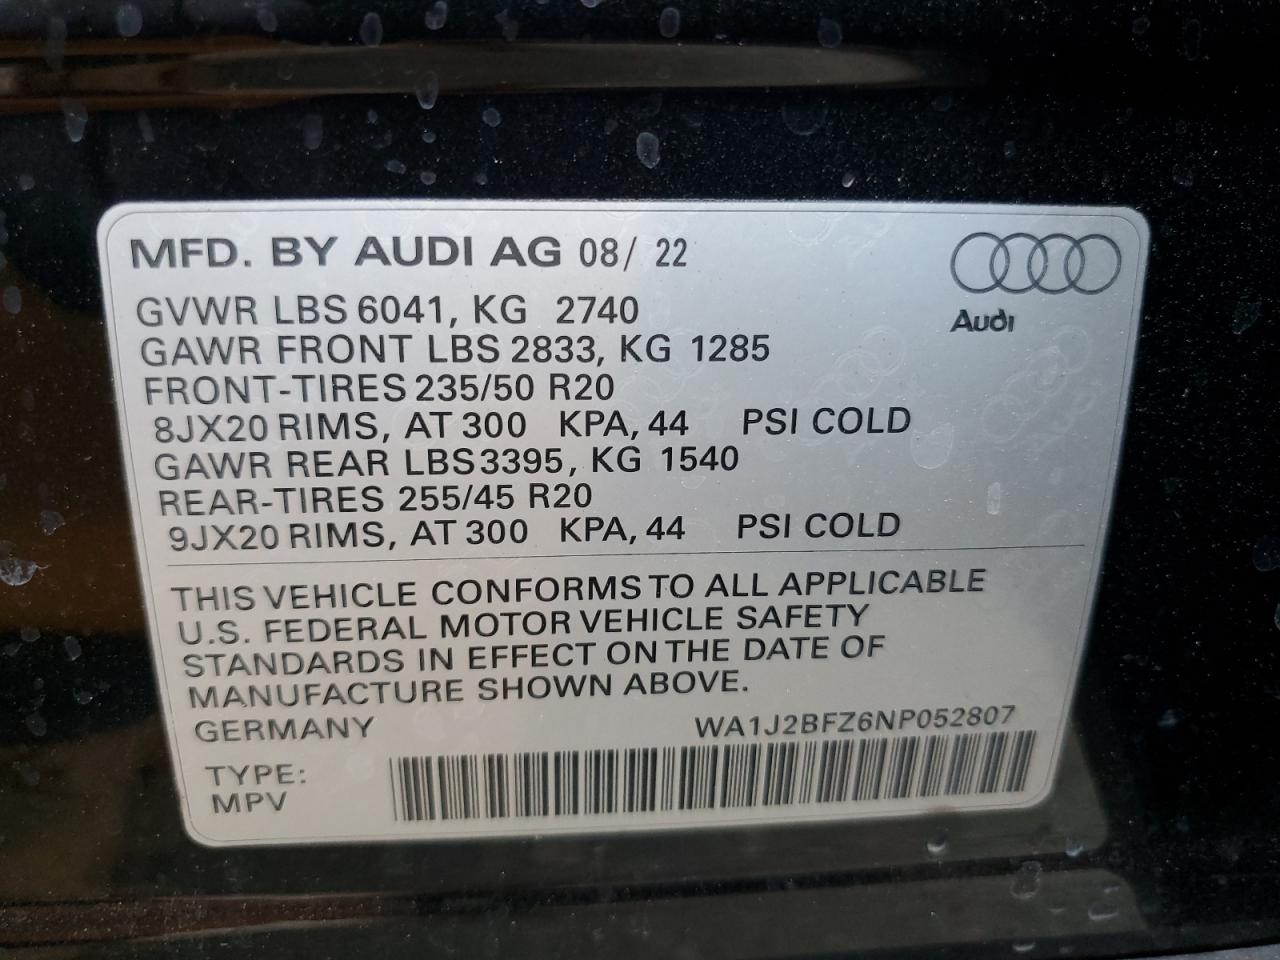 MFD. BY AUDI AG 08/ 22
Audi
GVWR LBS 6041, KG 2740
GAWR FRONT LBS 2833, KG 1285
FRONT-TIRES 235/50 R20
8JX20 RIMS, AT 300 KPA, 44 PSI COLD
GAWR REAR LBS 3395, KG 1540
REAR-TIRES 255/45 R20
9JX20 RIMS, AT 300 KPA, 44 PSI COLD
THIS VEHICLE CONFORMS TO ALL APPLICABLE
U.S. FEDERAL MOTOR VEHICLE SAFETY
STANDARDS IN EFFECT ON THE DATE OF
MANUFACTURE SHOWN ABOVE.
GERMANY WA1J2BFZ6NP052807
TYPE:
MPV